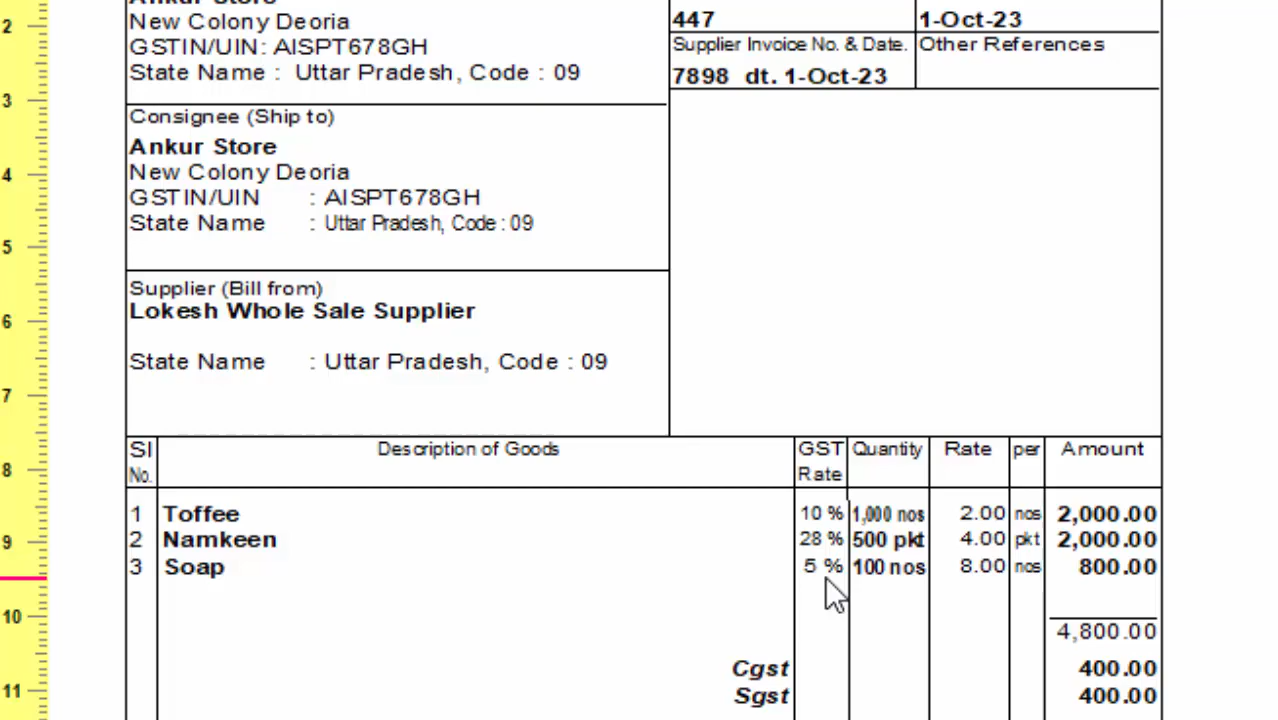 Ankur Store
New Colony Deoria
GSTIN/UIN: AISPT678GH
State Name : Uttar Pradesh, Code : 09
447
1-Oct-23
Supplier Invoice No. & Date.
Other References
7898 dt. 1-Oct-23
Consignee (Ship to)
Ankur Store
New Colony Deoria
GSTIN/UIN : AISPT678GH
State Name : Uttar Pradesh, Code : 09
Supplier (Bill from)
Lokesh Whole Sale Supplier
State Name : Uttar Pradesh, Code : 09
SI No. Description of Goods GST Rate Quantity Rate per Amount
1 Toffee 10 % 1,000 nos 2.00 nos 2,000.00
2 Namkeen 28 % 500 pkt 4.00 pkt 2,000.00
3 Soap 5 % 100 nos 8.00 nos 800.00
4,800.00
Cgst 400.00
Sgst 400.00
2
3
4
5
6
7
8
9
10
11